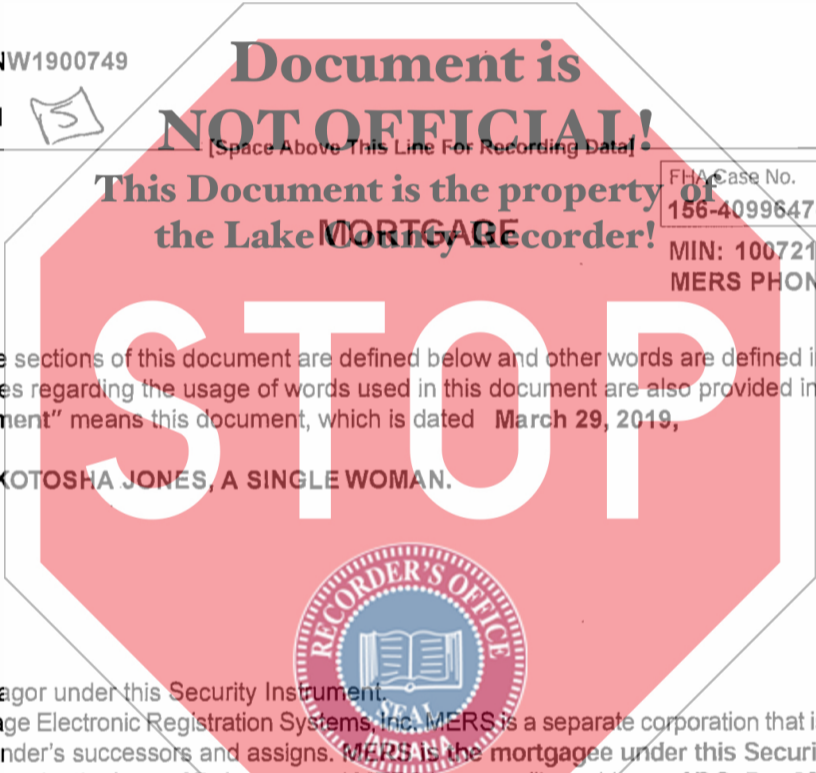 NW1900749
Document is
NOT OFFICIAL!
S
[Space Above This Line For Recording Data]
This Document is the property of
the Lake County Recorder!
FHA Case No.
156-4099647
MORTGAGE
MIN: 100721
MERS PHON
STOP
e sections of this document are defined below and other words are defined i
es regarding the usage of words used in this document are also provided in
ment” means this document, which is dated March 29, 2019,
KOTOSHA JONES, A SINGLE WOMAN.
RECORDER'S OFFICE
SEAL
agor under this Security Instrument.
age Electronic Registration Systems, Inc. MERS is a separate corporation that i
nder's successors and assigns. MERS is the mortgagee under this Securi